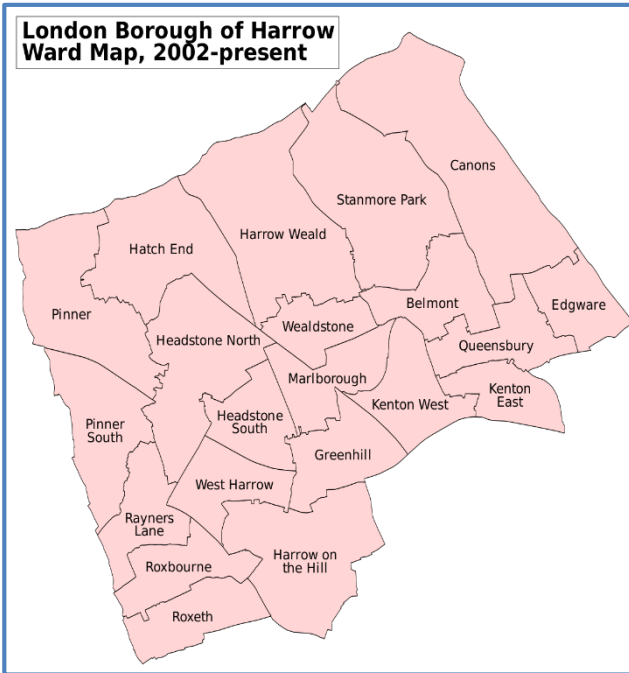 London Borough of Harrow
Ward Map, 2002-present
Canons
Stanmore Park
Harrow Weald
Hatch End
Belmont
Edgware
Pinner
Wealdstone
Headstone North
Queensbury
Marlborough
Kenton
East
Kenton West
Headstone
South
Pinner
South
Greenhill
West Harrow
Rayners
Lane
Harrow on
the Hill
Roxbourne
Roxeth